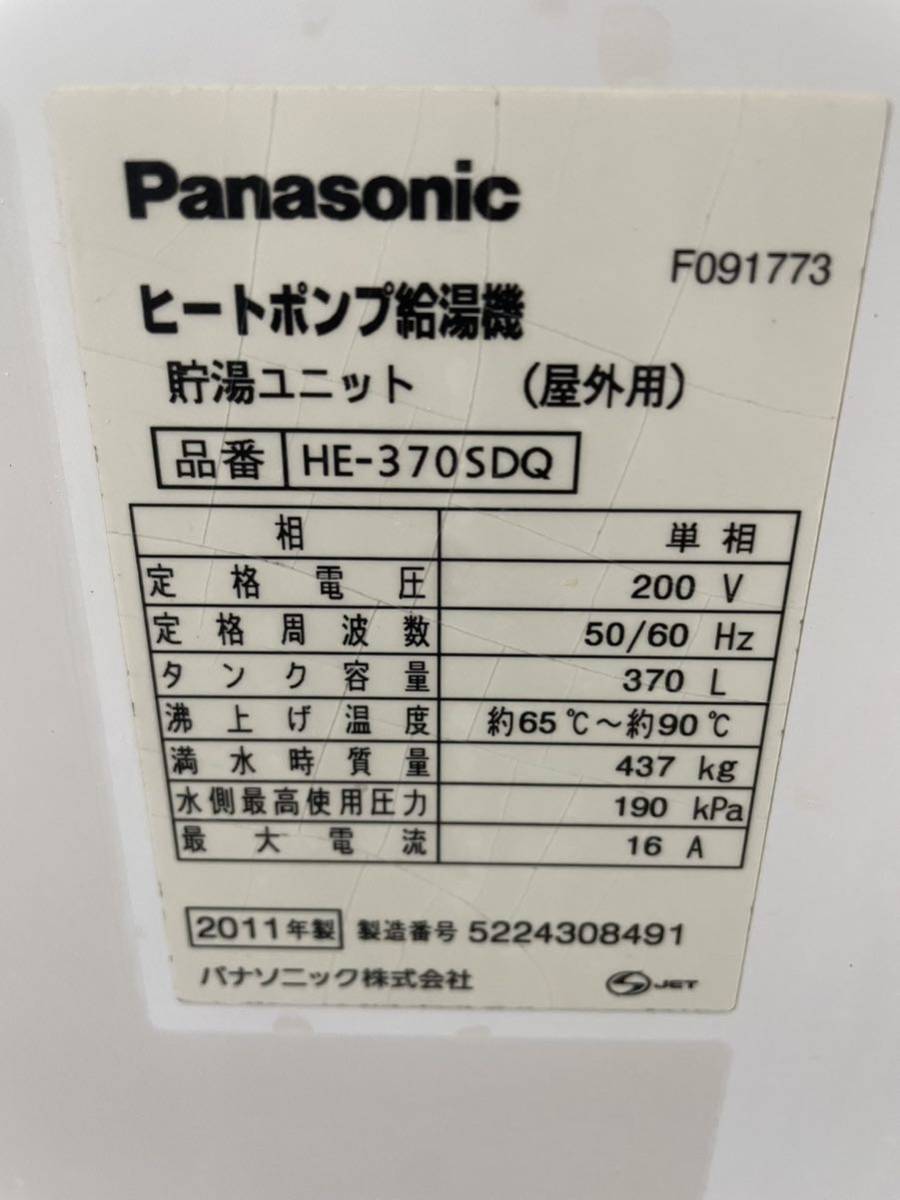 Panasonic
F091773
ヒートポンプ給湯機
貯湯ユニット (屋外用)
品番 HE-370SDQ
相 単相
定格電圧 200 V
定格周波数 50/60 Hz
タンク容量 370 L
沸上げ温度 約65℃～約90℃
満水時質量 437 kg
水側最高使用圧力 190 kPa
最大電流 16 A
2011年製 製造番号 5224308491
パナソニック株式会社 JET